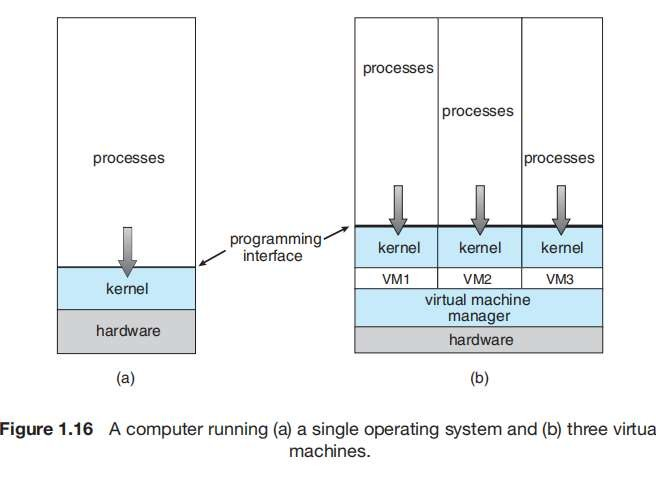 processes
kernel
hardware
(a)
programming
interface
processes
processes
processes
kernel kernel kernel
VM1 VM2 VM3
virtual machine
manager
hardware
(b)
Figure 1.16 A computer running (a) a single operating system and (b) three virtua
machines.